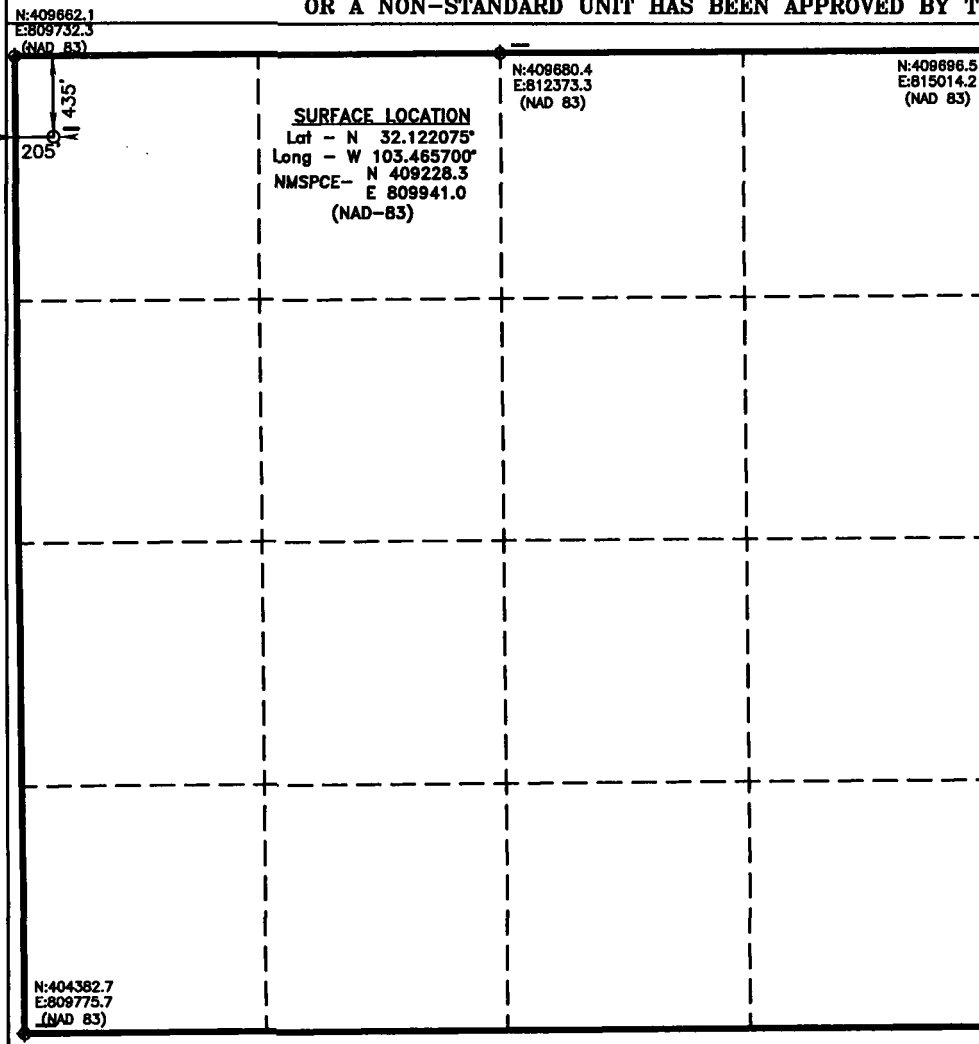 OR A NON-STANDARD UNIT HAS BEEN APPROVED BY T
N:409662.1
E:809732.3
(NAD 83)
N:409680.4
E:812373.3
(NAD 83)
N:409696.5
E:815014.2
(NAD 83)
435'
205'
SURFACE LOCATION
Lat - N 32.122075°
Long - W 103.465700°
NMSPCE- N 409228.3
E 809941.0
(NAD-83)
N:404382.7
E:809775.7
(NAD 83)